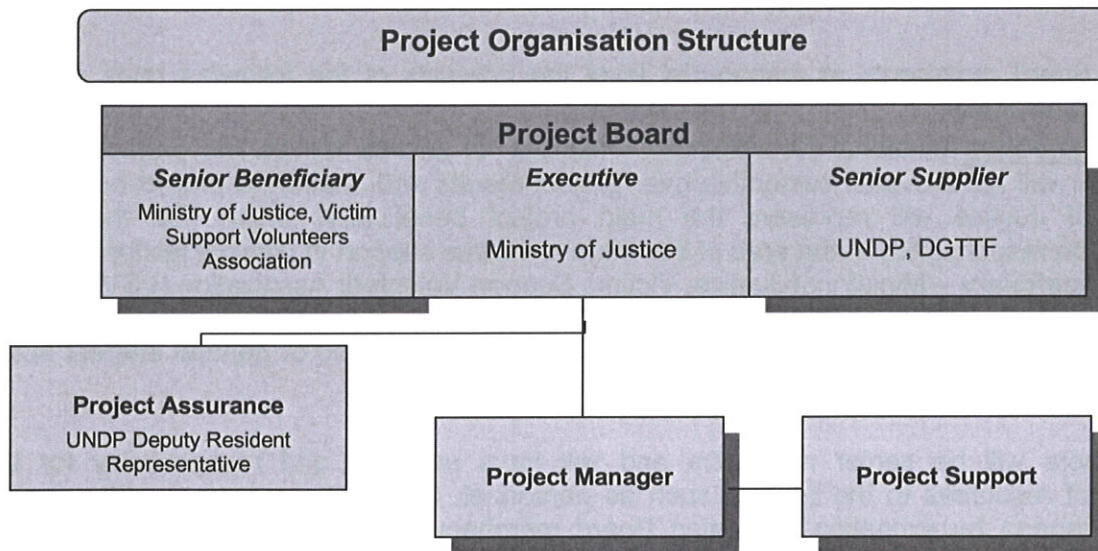 Project Organisation Structure
Project Board
Senior Beneficiary
Ministry of Justice, Victim
Support Volunteers
Association
Executive
Ministry of Justice
Senior Supplier
UNDP, DGTTF
Project Assurance
UNDP Deputy Resident
Representative
Project Manager
Project Support